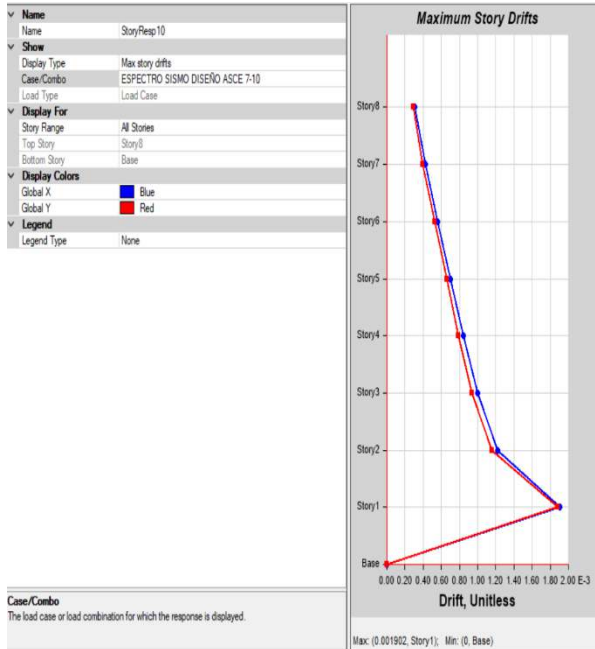 Name
Name StoryResp10
Show
Display Type Max story drifts
Case/Combo ESPECTRO SISMO DISEÑO ASCE 7-10
Load Type Load Case
Display For
Story Range All Stories
Top Story Story8
Bottom Story Base
Display Colors
Global X Blue
Global Y Red
Legend
Legend Type None
Case/Combo
The load case or load combination for which the response is displayed.
Maximum Story Drifts
Story8
Story7
Story6
Story5
Story4
Story3
Story2
Story1
Base
0.00 0.20 0.40 0.60 0.80 1.00 1.20 1.40 1.60 1.80 2.00 E-3
Drift, Unitless
Max: (0.001902, Story1); Min: (0, Base)